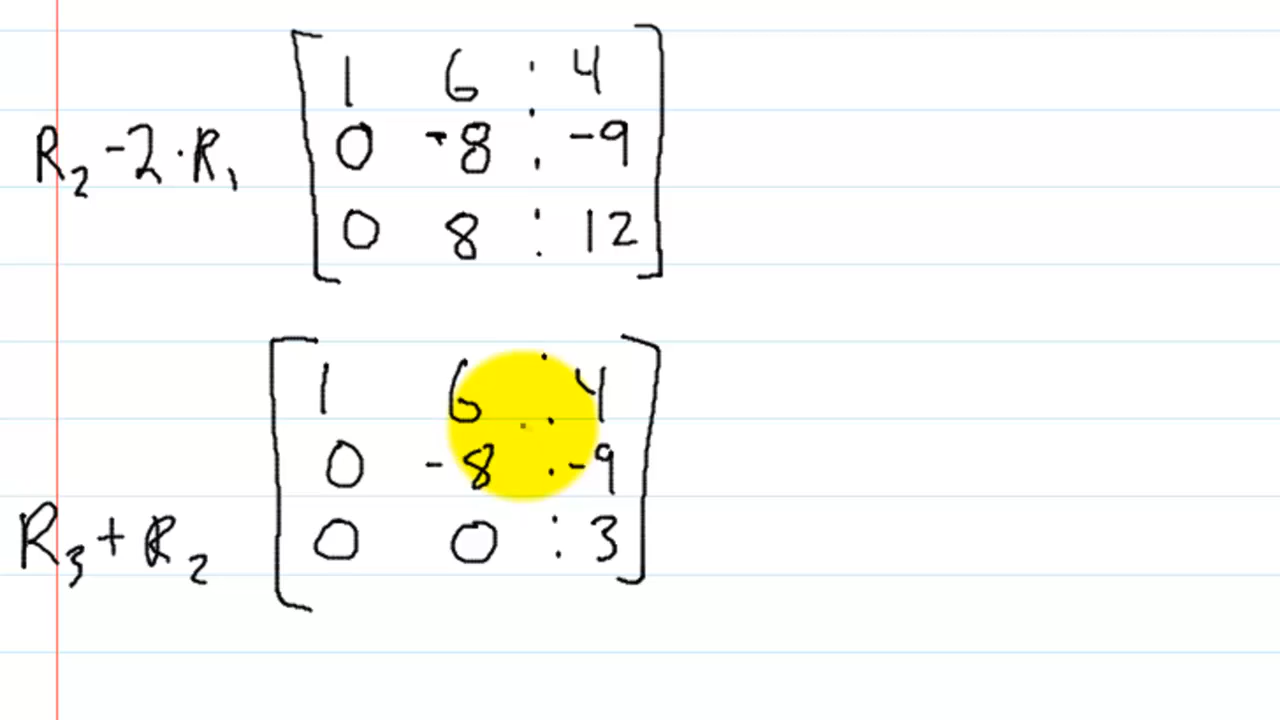 1 6 : 4
R₂ -2·R₁ 0 -8 : -9
0 8 : 12
1 6 : 4
0 -8 : -9
R₃ + R₂ 0 0 : 3